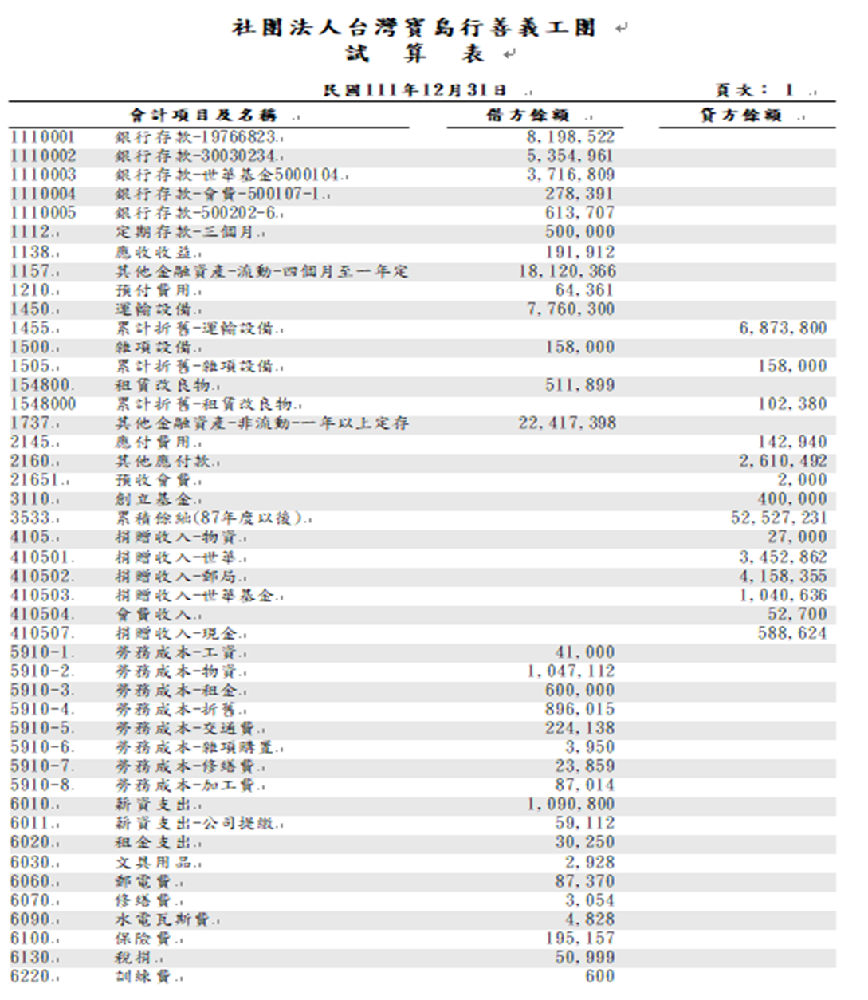 社團法人台灣寶島行善義工團
試 算 表
民國111年12月31日 頁次： 1
會計項目及名稱 借方餘額 貸方餘額
1110001 銀行存款-19766823 8,198,522
1110002 銀行存款-30030234 5,354,961
1110003 銀行存款-世華基金5000104 3,716,809
1110004 銀行存款-會費-500107-1 278,391
1110005 銀行存款-500202-6 613,707
1112 定期存款-三個月 500,000
1138 應收收益 191,912
1157 其他金融資產-流動-四個月至一年定 18,120,366
1210 預付費用 64,361
1450 運輸設備 7,760,300
1455 累計折舊-運輸設備 6,873,800
1500 雜項設備 158,000
1505 累計折舊-雜項設備 158,000
154800 租賃改良物 511,899
1548000 累計折舊-租賃改良物 102,380
1737 其他金融資產-非流動-一年以上定存 22,417,398
2145 應付費用 142,940
2160 其他應付款 2,610,492
21651 預收會費 2,000
3110 創立基金 400,000
3533 累積餘絀(87年度以後) 52,527,231
4105 捐贈收入-物資 27,000
410501 捐贈收入-世華 3,452,862
410502 捐贈收入-郵局 4,158,355
410503 捐贈收入-世華基金 1,040,636
410504 會費收入 52,700
410507 捐贈收入-現金 588,624
5910-1 勞務成本-工資 41,000
5910-2 勞務成本-物資 1,047,112
5910-3 勞務成本-租金 600,000
5910-4 勞務成本-折舊 896,015
5910-5 勞務成本-交通費 224,138
5910-6 勞務成本-雜項購置 3,950
5910-7 勞務成本-修繕費 23,859
5910-8 勞務成本-加工費 87,014
6010 薪資支出 1,090,800
6011 薪資支出-公司提繳 59,112
6020 租金支出 30,250
6030 文具用品 2,928
6060 郵電費 87,370
6070 修繕費 3,054
6090 水電瓦斯費 4,828
6100 保險費 195,157
6130 稅捐 50,999
6220 訓練費 600